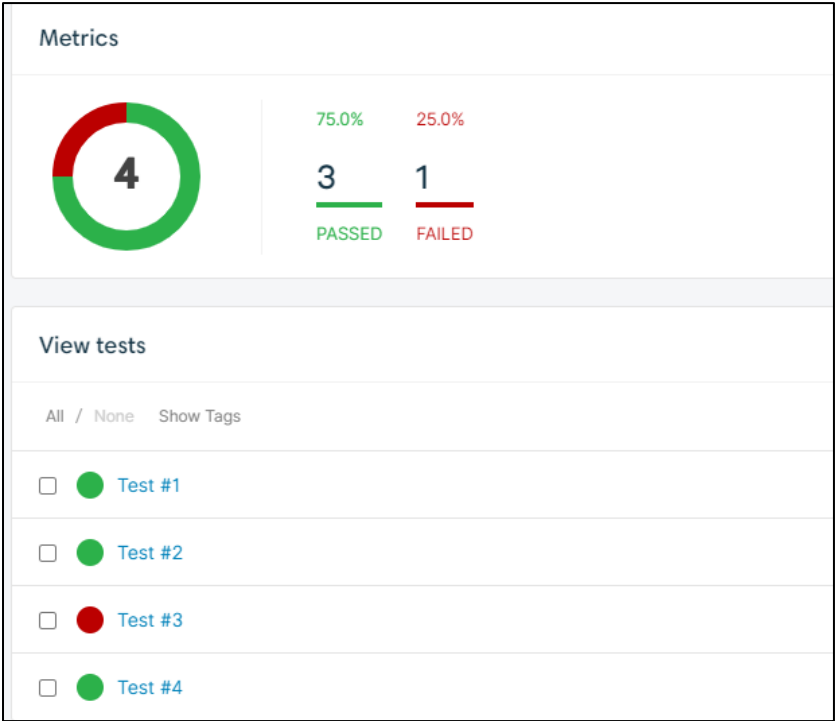 Metrics
4
75.0% 25.0%
3 1
PASSED FAILED
View tests
All / None Show Tags
Test #1
Test #2
Test #3
Test #4